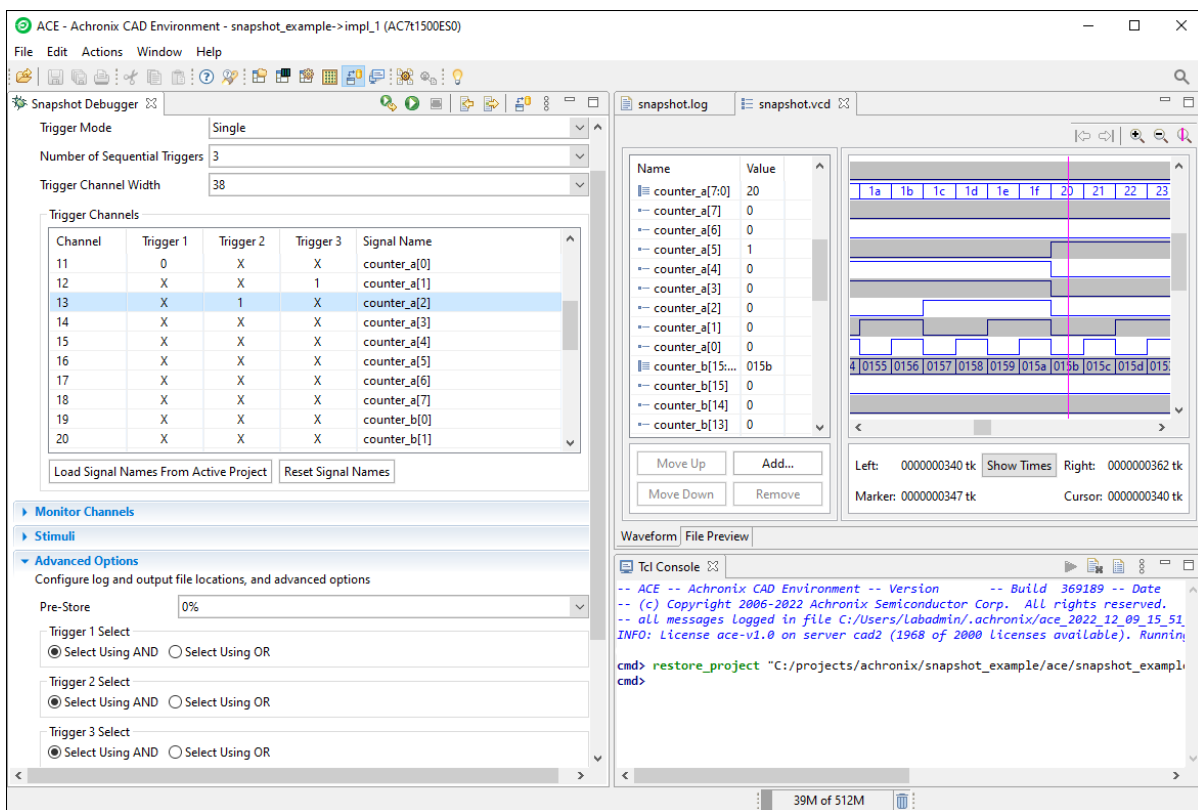 ACE - Achronix CAD Environment - snapshot_example->impl_1 (AC7t1500ES0)
File Edit Actions Window Help
Snapshot Debugger
Trigger Mode Single
Number of Sequential Triggers 3
Trigger Channel Width 38
Trigger Channels
Channel Trigger 1 Trigger 2 Trigger 3 Signal Name
11 0 X X counter_a[0]
12 X X 1 counter_a[1]
13 X 1 X counter_a[2]
14 X X X counter_a[3]
15 X X X counter_a[4]
16 X X X counter_a[5]
17 X X X counter_a[6]
18 X X X counter_a[7]
19 X X X counter_b[0]
20 X X X counter_b[1]
Load Signal Names From Active Project Reset Signal Names
Monitor Channels
Stimuli
Advanced Options
Configure log and output file locations, and advanced options
Pre-Store 0%
Trigger 1 Select
Select Using AND Select Using OR
Trigger 2 Select
Select Using AND Select Using OR
Trigger 3 Select
Select Using AND Select Using OR
snapshot.log snapshot.vcd
Name Value
counter_a[7:0] 20
counter_a[7] 0
counter_a[6] 0
counter_a[5] 1
counter_a[4] 0
counter_a[3] 0
counter_a[2] 0
counter_a[1] 0
counter_a[0] 0
counter_b[15:... 015b
counter_b[15] 0
counter_b[14] 0
counter_b[13] 0
1a 1b 1c 1d 1e 1f 20 21 22 23
4 0155 0156 0157 0158 0159 015a 015b 015c 015d 015
Move Up Add...
Move Down Remove
Left: 0000000340 tk Show Times Right: 0000000362 tk
Marker: 0000000347 tk Cursor: 0000000340 tk
Waveform File Preview
Tcl Console
-- ACE -- Achronix CAD Environment -- Version -- Build 369189 -- Date
-- (c) Copyright 2006-2022 Achronix Semiconductor Corp. All rights reserved.
-- all messages logged in file C:/Users/labadmin/.achronix/ace_2022_12_09_15_51_
INFO: License ace-v1.0 on server cad2 (1968 of 2000 licenses available). Running
cmd> restore_project "C:/projects/achronix/snapshot_example/ace/snapshot_exampl
cmd>
39M of 512M